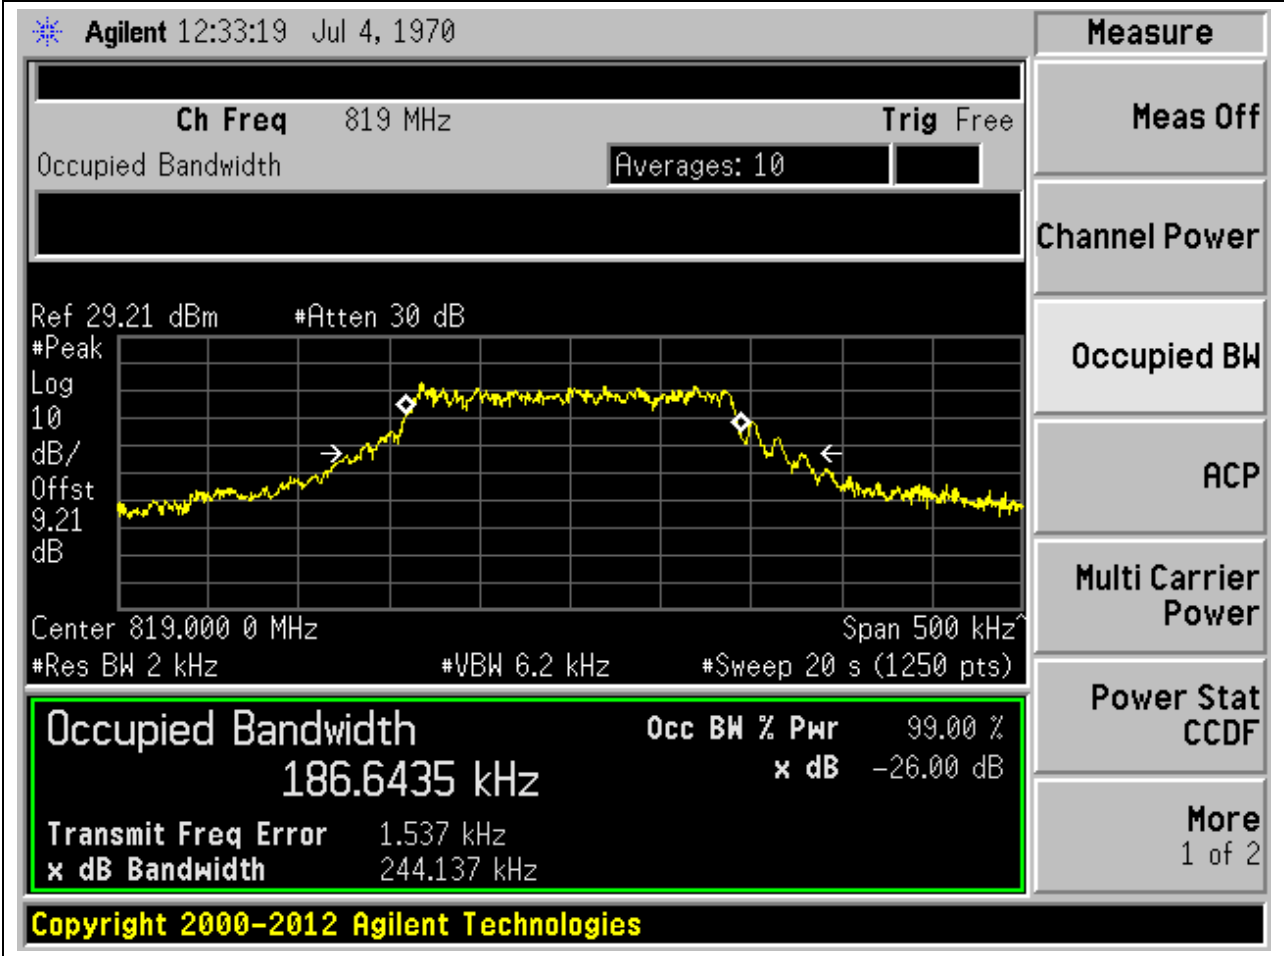 Agilent 12:33:19 Jul 4, 1970
Measure
Ch Freq 819 MHz Trig Free
Occupied Bandwidth Averages: 10
Meas Off
Channel Power
Occupied BW
ACP
Multi Carrier
Power
Power Stat
CCDF
More
1 of 2
Ref 29.21 dBm #Atten 30 dB
#Peak
Log
10
dB/
Offst
9.21
dB
Center 819.000 0 MHz Span 500 kHz^
#Res BW 2 kHz #VBW 6.2 kHz #Sweep 20 s (1250 pts)
Occupied Bandwidth Occ BW % Pwr 99.00 %
186.6435 kHz x dB -26.00 dB
Transmit Freq Error 1.537 kHz
x dB Bandwidth 244.137 kHz
Copyright 2000-2012 Agilent Technologies